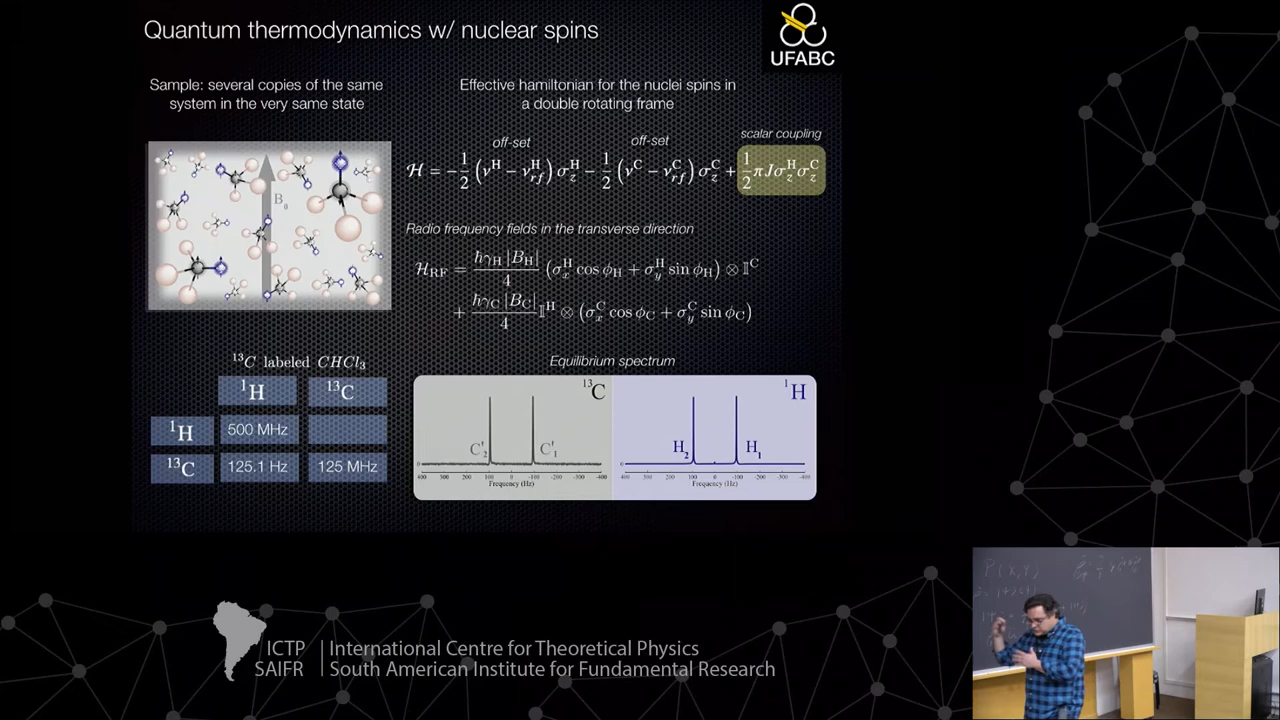 Quantum thermodynamics w/ nuclear spins
UFABC
Sample: several copies of the same
system in the very same state
B₀
Effective hamiltonian for the nuclei spins in
a double rotating frame
off-set
off-set
scalar coupling
ℋ = −1/2 (ν^H − ν_rf^H) σ_z^H − 1/2 (ν^C − ν_rf^C) σ_z^C + 1/2 πJσ_z^H σ_z^C
Radio frequency fields in the transverse direction
ℋ_RF = ℏγ_H |B_H| / 4 (σ_x^H cos ϕ_H + σ_y^H sin ϕ_H) ⊗ 𝕀^C
+ ℏγ_C |B_C| / 4 𝕀^H ⊗ (σ_x^C cos ϕ_C + σ_y^C sin ϕ_C)
¹³C labeled CHCl₃
¹H ¹³C
¹H 500 MHz
¹³C 125.1 Hz 125 MHz
Equilibrium spectrum
¹³C
C'₂ C'₁
0
400 300 200 100 0 -100 -200 -300 -400
Frequency (Hz)
¹H
H₂ H₁
0
400 300 200 100 0 -100 -200 -300 -400
Frequency (Hz)
P(X,Y)
ICTP | International Centre for Theoretical Physics
SAIFR | South American Institute for Fundamental Research